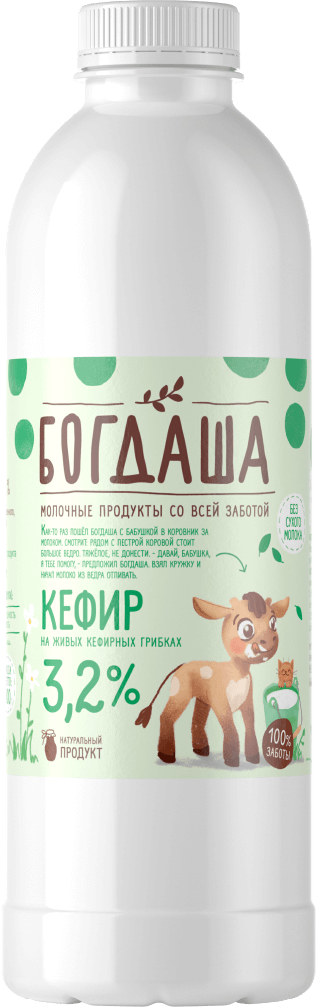 БОГДАША
МОЛОЧНЫЕ ПРОДУКТЫ СО ВСЕЙ ЗАБОТОЙ
КАК-ТО РАЗ ПОШЁЛ БОГДАША С БАБУШКОЙ В КОРОВНИК ЗА
МОЛОКОМ. СМОТРИТ, РЯДОМ С ПЕСТРОЙ КОРОВОЙ СТОИТ
БОЛЬШОЕ ВЕДРО. ТЯЖЁЛОЕ, НЕ ДОНЕСТИ. - ДАВАЙ, БАБУШКА,
Я ТЕБЕ ПОМОГУ, - ПРЕДЛОЖИЛ БОГДАША. ВЗЯЛ КРУЖКУ И
НАЧАЛ МОЛОКО ИЗ ВЕДРА ОТПИВАТЬ.
БЕЗ
СУХОГО
МОЛОКА
КЕФИР
НА ЖИВЫХ КЕФИРНЫХ ГРИБКАХ
3,2%
НАТУРАЛЬНЫЙ
ПРОДУКТ
100%
ЗАБОТЫ